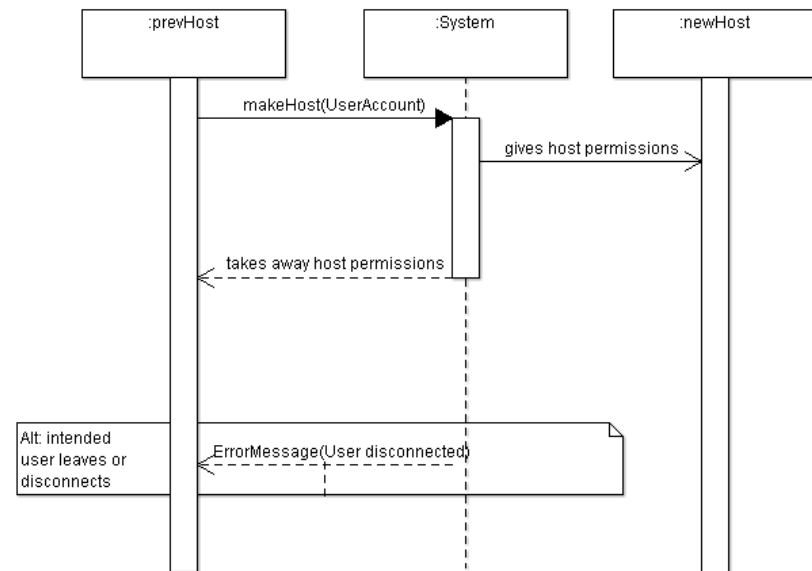 :prevHost
:System
:newHost
makeHost(UserAccount)
gives host permissions
takes away host permissions
Alt: intended
user leaves or
disconnects
ErrorMessage(User disconnected)